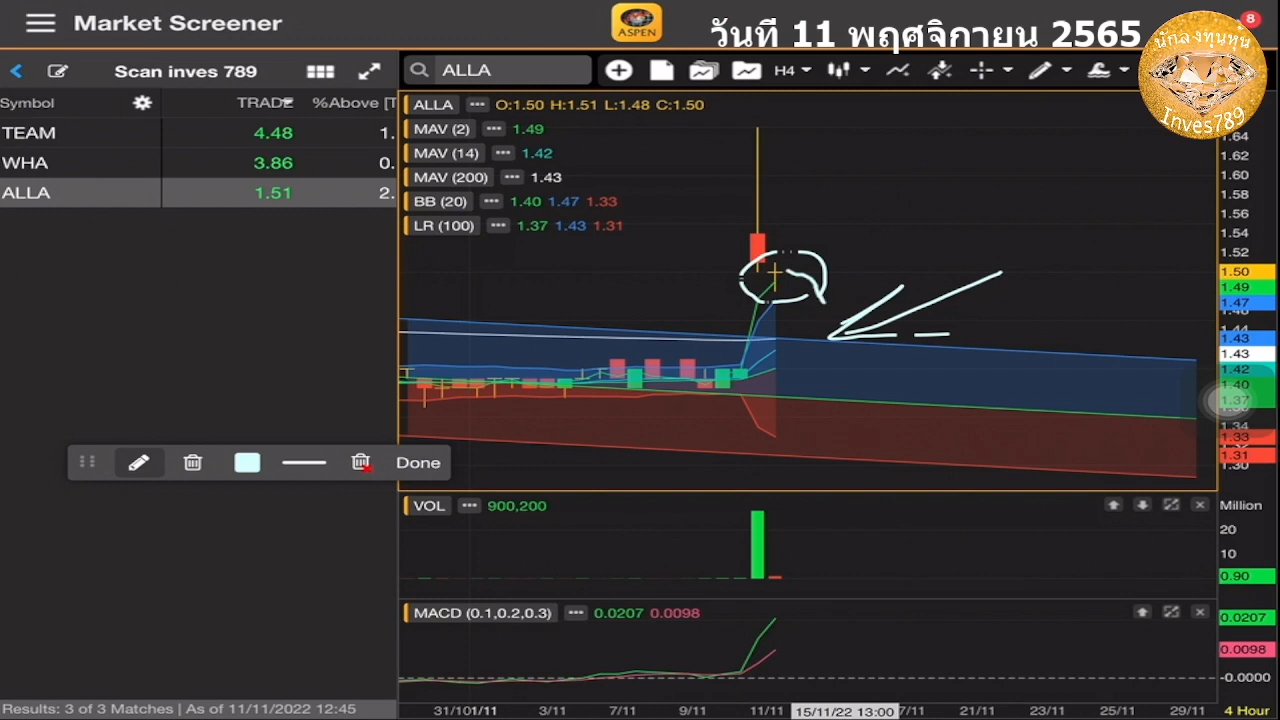 Market Screener
ASPEN
วันที่ 11 พฤศจิกายน 2565
8
นักลงทุนหุ้น
Inves789
Scan inves 789
ALLA
H4
Symbol
TRADE
%Above [T
TEAM 4.48 1.
WHA 3.86 0.
ALLA 1.51 2.
ALLA ••• O:1.50 H:1.51 L:1.48 C:1.50
MAV (2) ••• 1.49
MAV (14) ••• 1.42
MAV (200) ••• 1.43
BB (20) ••• 1.40 1.47 1.33
LR (100) ••• 1.37 1.43 1.31
1.64
1.62
1.60
1.58
1.56
1.54
1.52
1.50
1.49
1.47
1.43
1.43
1.42
1.40
1.37
1.34
1.33
1.31
1.30
Done
VOL ••• 900,200
Million
20
10
0.90
MACD (0.1,0.2,0.3) ••• 0.0207 0.0098
0.0207
0.0098
-0.0000
Results: 3 of 3 Matches | As of 11/11/2022 12:45
31/10 1/11 3/11 7/11 9/11 11/11 15/11/22 13:00 7/11 21/11 23/11 25/11 29/11 4 Hour